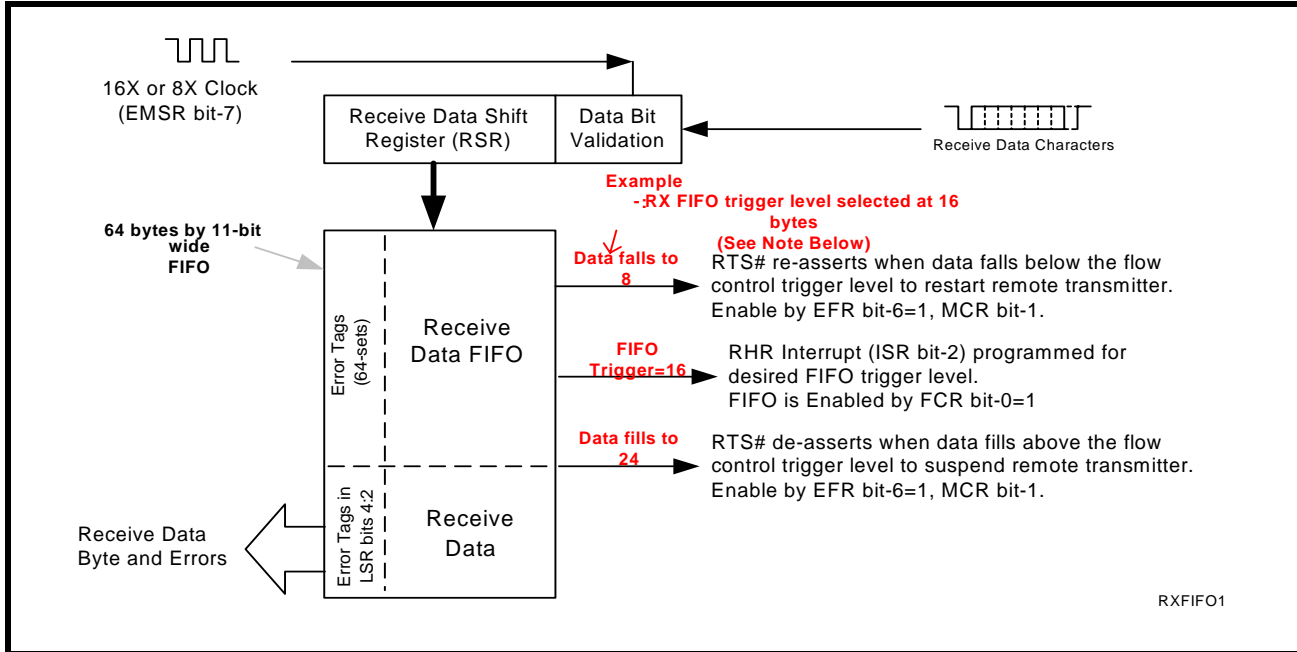 16X or 8X Clock
(EMSR bit-7)
Receive Data Shift
Register (RSR)
Data Bit
Validation
Receive Data Characters
Example
-:RX FIFO trigger level selected at 16
bytes
(See Note Below)
64 bytes by 11-bit
wide
FIFO
Data falls to
8
RTS# re-asserts when data falls below the flow
control trigger level to restart remote transmitter.
Enable by EFR bit-6=1, MCR bit-1.
Error Tags
(64-sets)
Receive
Data FIFO
FIFO
Trigger=16
RHR Interrupt (ISR bit-2) programmed for
desired FIFO trigger level.
FIFO is Enabled by FCR bit-0=1
Data fills to
24
RTS# de-asserts when data fills above the flow
control trigger level to suspend remote transmitter.
Enable by EFR bit-6=1, MCR bit-1.
Error Tags in
LSR bits 4:2
Receive
Data
Receive Data
Byte and Errors
RXFIFO1